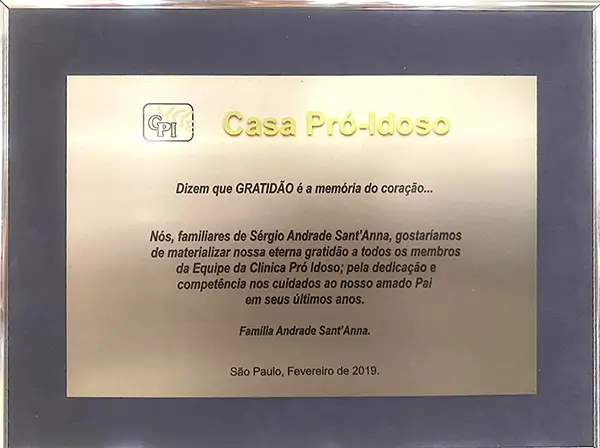 CPI
Casa Pró-Idoso
Dizem que GRATIDÃO é a memória do coração...
Nós, familiares de Sérgio Andrade Sant'Anna, gostaríamos
de materializar nossa eterna gratidão a todos os membros
da Equipe da Clinica Pró Idoso; pela dedicação e
competência nos cuidados ao nosso amado Pai
em seus últimos anos.
Familia Andrade Sant'Anna.
São Paulo, Fevereiro de 2019.